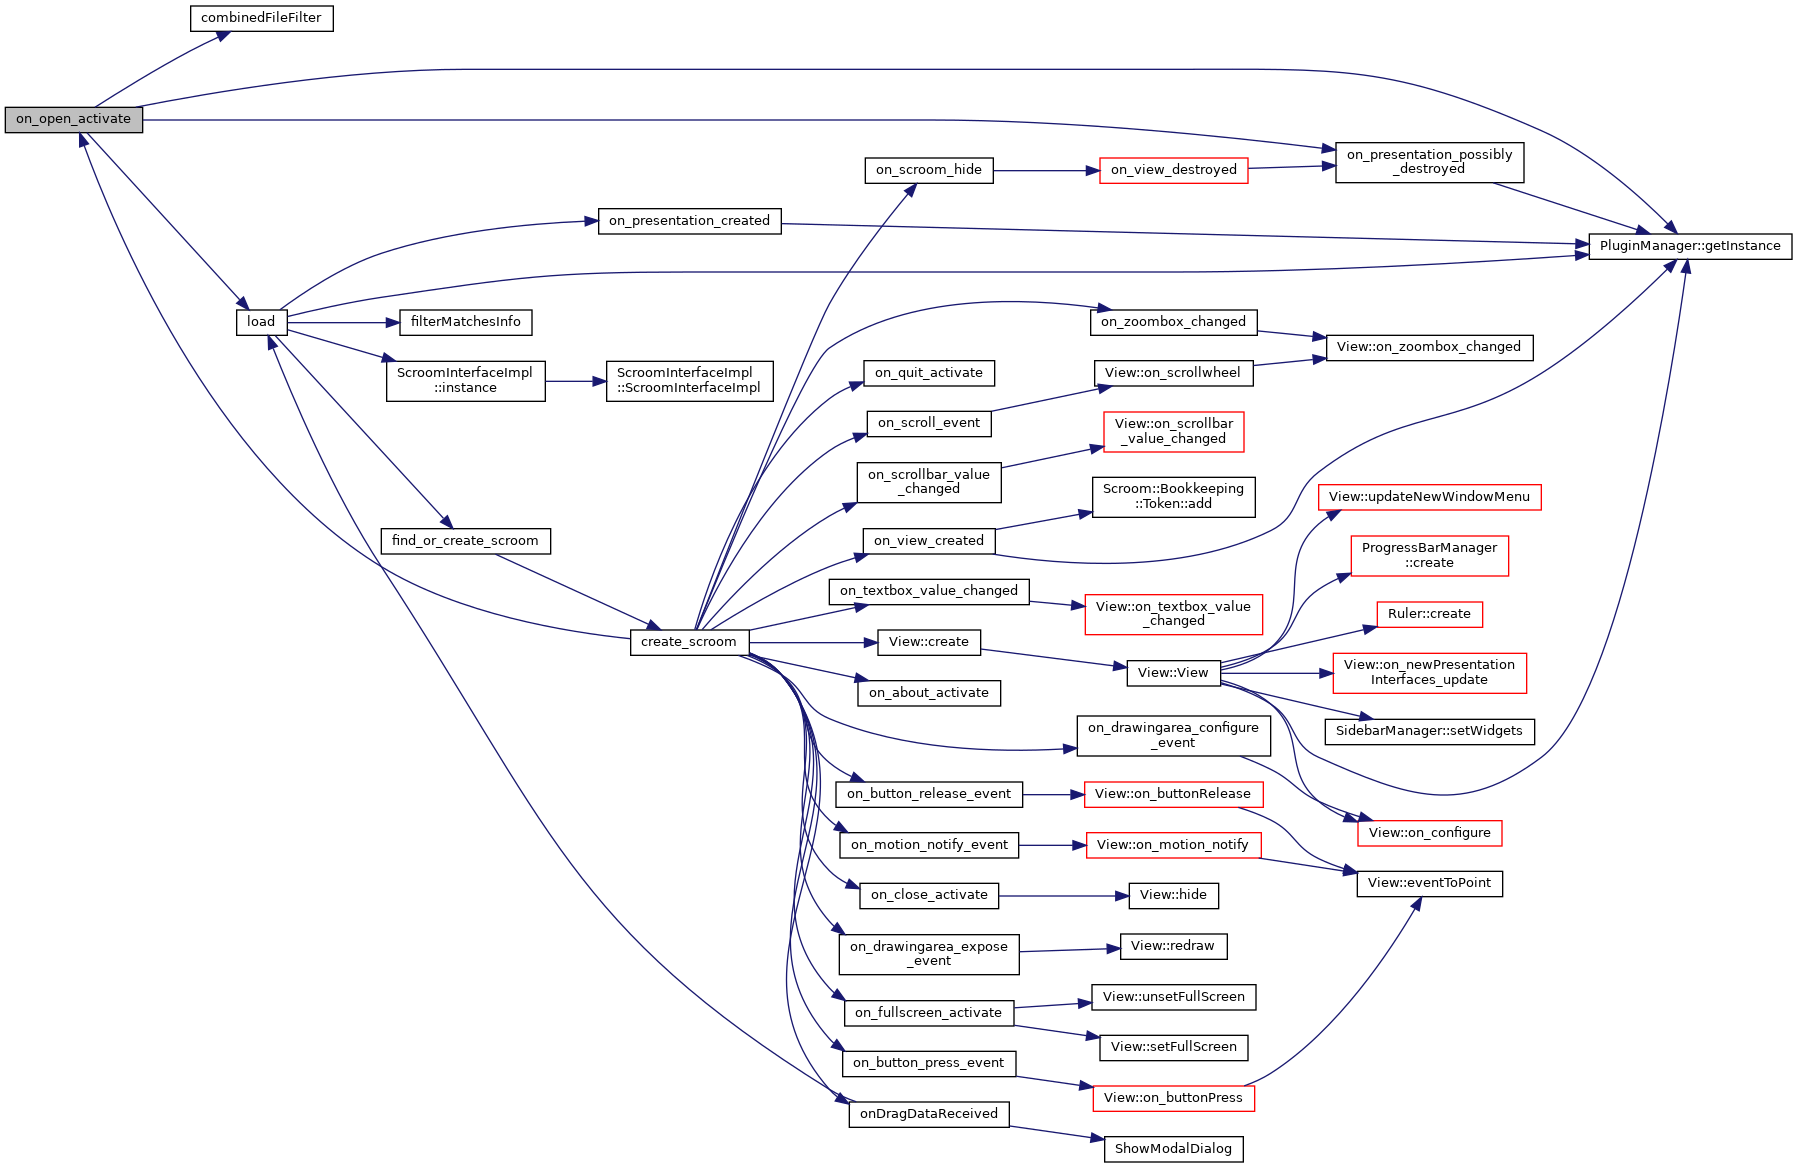 combinedFileFilter
on_open_activate
on_presentation_possibly
_destroyed
on_scroom_hide
on_view_destroyed
on_presentation_created
PluginManager::getInstance
load
filterMatchesInfo
on_zoombox_changed
View::on_zoombox_changed
ScroomInterfaceImpl
::instance
ScroomInterfaceImpl
::ScroomInterfaceImpl
on_quit_activate
View::on_scrollwheel
on_scroll_event
View::on_scrollbar
_value_changed
on_scrollbar_value
_changed
Scroom::Bookkeeping
::Token::add
View::updateNewWindowMenu
find_or_create_scroom
on_view_created
ProgressBarManager
::create
on_textbox_value_changed
View::on_textbox_value
_changed
Ruler::create
create_scroom
View::create
View::View
View::on_newPresentation
Interfaces_update
on_about_activate
on_drawingarea_configure
_event
SidebarManager::setWidgets
on_button_release_event
View::on_buttonRelease
View::on_configure
on_motion_notify_event
View::on_motion_notify
View::eventToPoint
on_close_activate
View::hide
on_drawingarea_expose
_event
View::redraw
View::unsetFullScreen
on_fullscreen_activate
View::setFullScreen
on_button_press_event
View::on_buttonPress
onDragDataReceived
ShowModalDialog